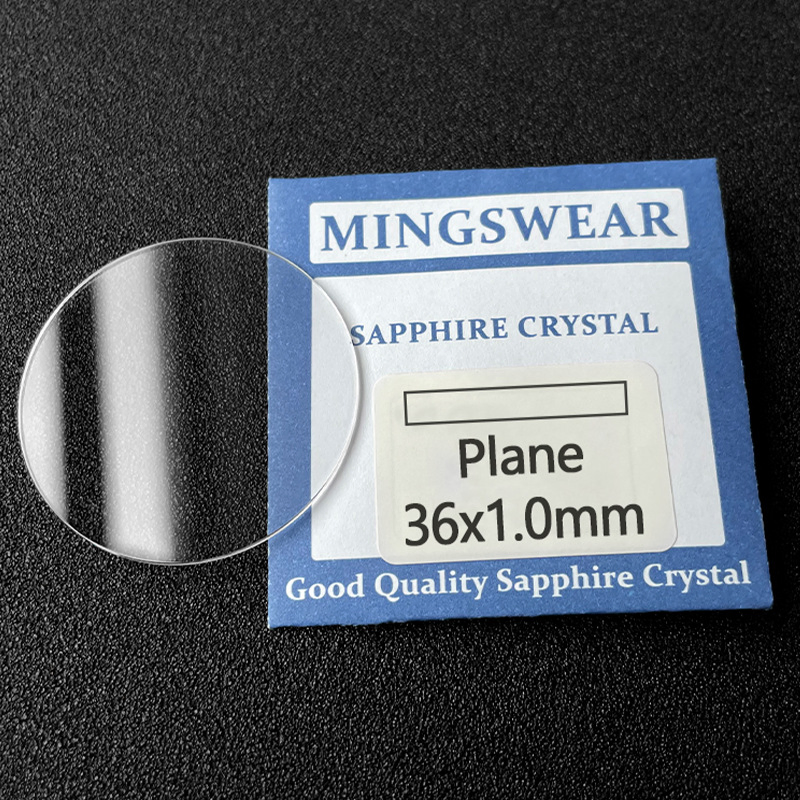 MINGSWEAR
SAPPHIRE CRYSTAL
Plane
36x1.0mm
Good Quality Sapphire Crystal